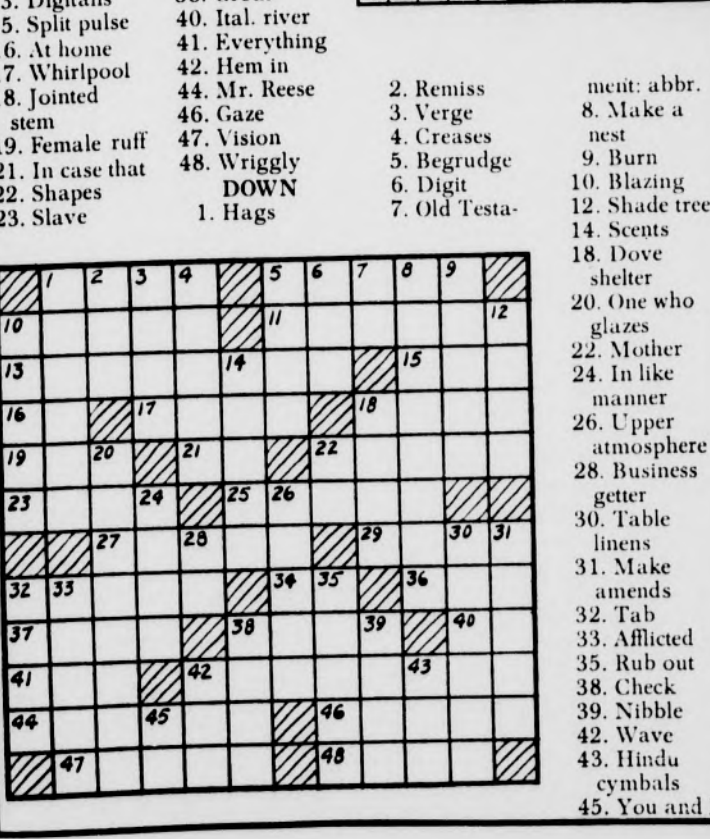 3. Digitalis
5. Split pulse
6. At home
7. Whirlpool
8. Jointed
stem
9. Female ruff
21. In case that
22. Shapes
23. Slave
40. Ital. river
41. Everything
42. Hem in
44. Mr. Reese
46. Gaze
47. Vision
48. Wriggly
DOWN
1. Hags
2. Remiss
3. Verge
4. Creases
5. Begrudge
6. Digit
7. Old Testa-
ment: abbr.
8. Make a
nest
9. Burn
10. Blazing
12. Shade tree
14. Scents
18. Dove
shelter
20. One who
glazes
22. Mother
24. In like
manner
26. Upper
atmosphere
28. Business
getter
30. Table
linens
31. Make
amends
32. Tab
33. Afflicted
35. Rub out
38. Check
39. Nibble
42. Wave
43. Hindu
cymbals
45. You and
1 2 3 4 5 6 7 8 9
10 11 12
13 14 15
16 17 18
19 20 21 22
23 24 25 26
27 28 29 30 31
32 33 34 35 36
37 38 39 40
41 42 43
44 45 46
47 48